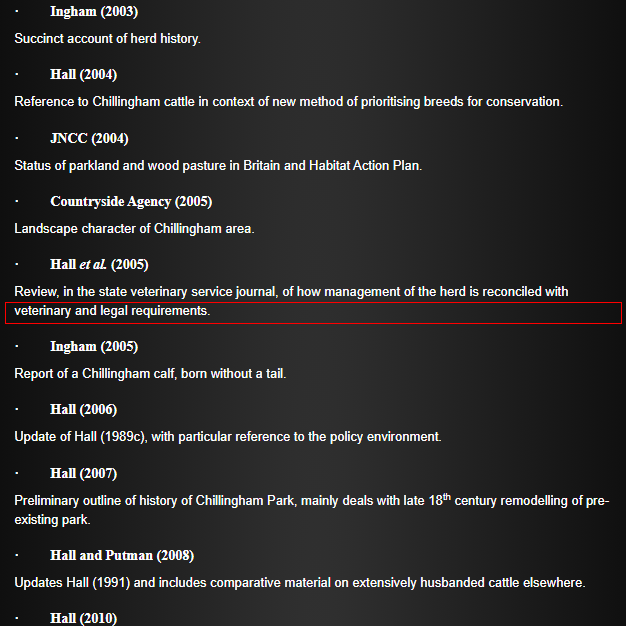 · Ingham (2003)
Succinct account of herd history.
· Hall (2004)
Reference to Chillingham cattle in context of new method of prioritising breeds for conservation.
· JNCC (2004)
Status of parkland and wood pasture in Britain and Habitat Action Plan.
· Countryside Agency (2005)
Landscape character of Chillingham area.
· Hall et al. (2005)
Review, in the state veterinary service journal, of how management of the herd is reconciled with
veterinary and legal requirements.
· Ingham (2005)
Report of a Chillingham calf, born without a tail.
· Hall (2006)
Update of Hall (1989c), with particular reference to the policy environment.
· Hall (2007)
Preliminary outline of history of Chillingham Park, mainly deals with late 18th century remodelling of pre-
existing park.
· Hall and Putman (2008)
Updates Hall (1991) and includes comparative material on extensively husbanded cattle elsewhere.
· Hall (2010)